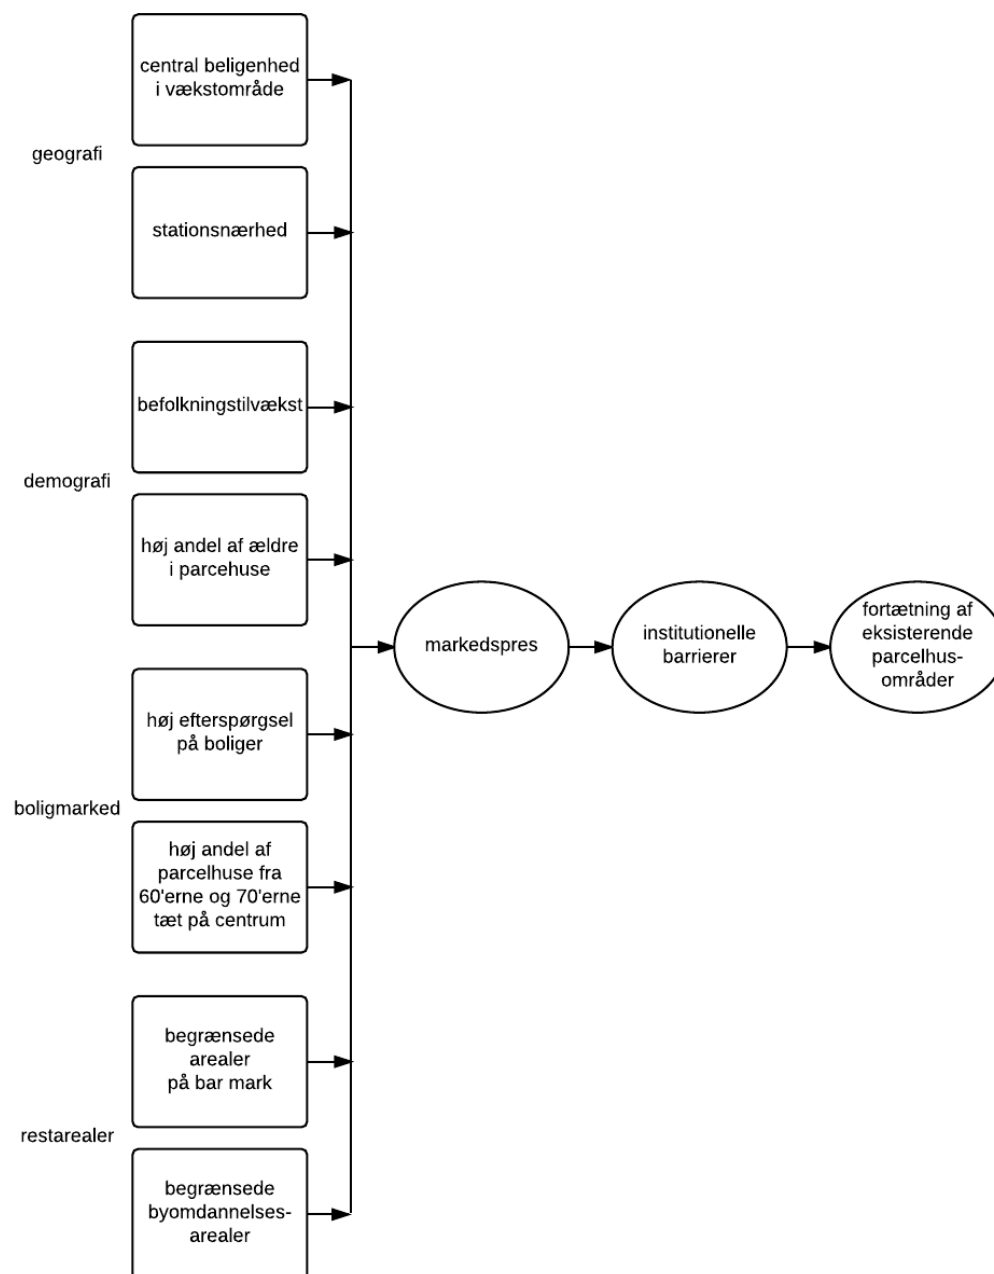 central beligenhed
i vækstområde
geografi
stationsnærhed
befolkningstilvækst
demografi
høj andel af ældre
i parcehuse
markedspres
institutionelle
barrierer
fortætning af
eksisterende
parcelhus-
områder
høj efterspørgsel
på boliger
boligmarked
høj andel af
parcelhuse fra
60'erne og 70'erne
tæt på centrum
begrænsede
arealer
på bar mark
restarealer
begrænsede
byomdannelses-
arealer